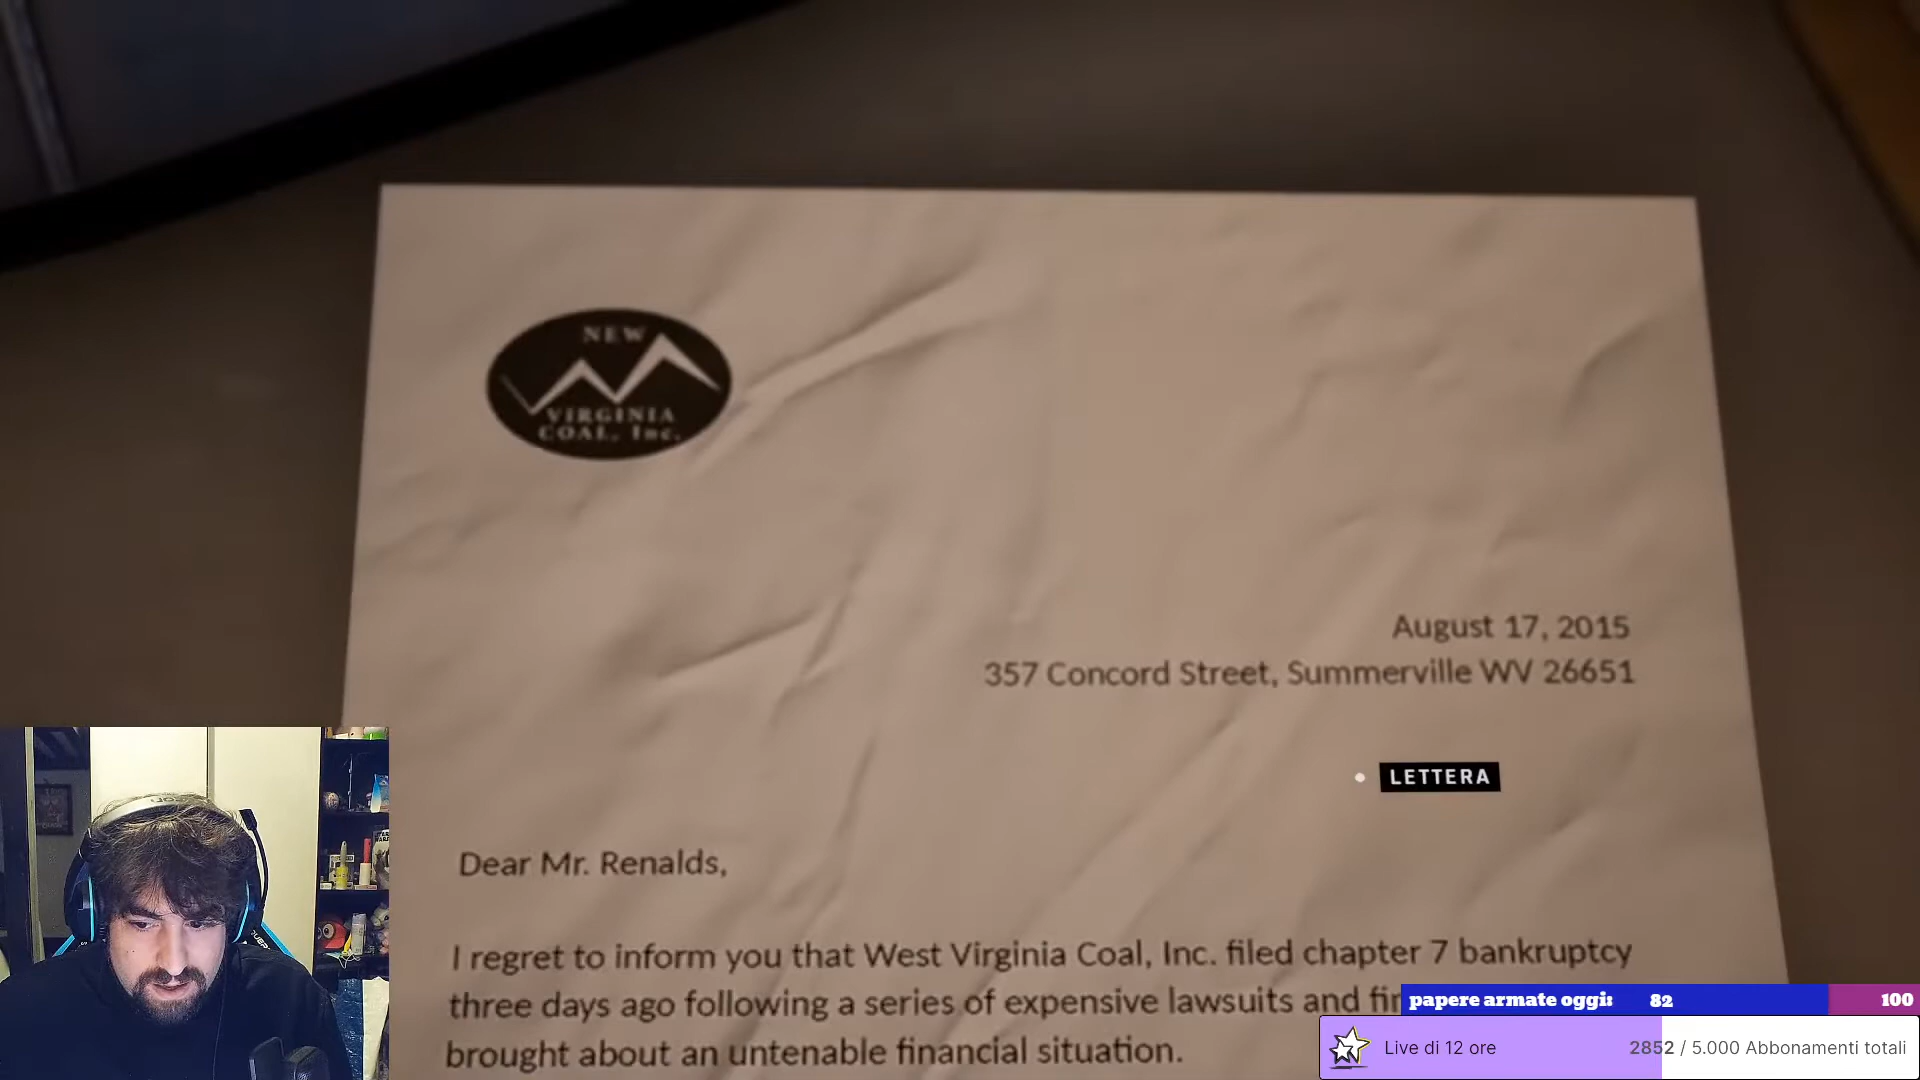 NEW
VIRGINIA
COAL, Inc.
August 17, 2015
357 Concord Street, Summerville WV 26651
LETTERA
Dear Mr. Renalds,
I regret to inform you that West Virginia Coal, Inc. filed chapter 7 bankruptcy
three days ago following a series of expensive lawsuits and
brought about an untenable financial situation.
papere armate oggi: 82 100
Live di 12 ore 2852 / 5.000 Abbonamenti totali